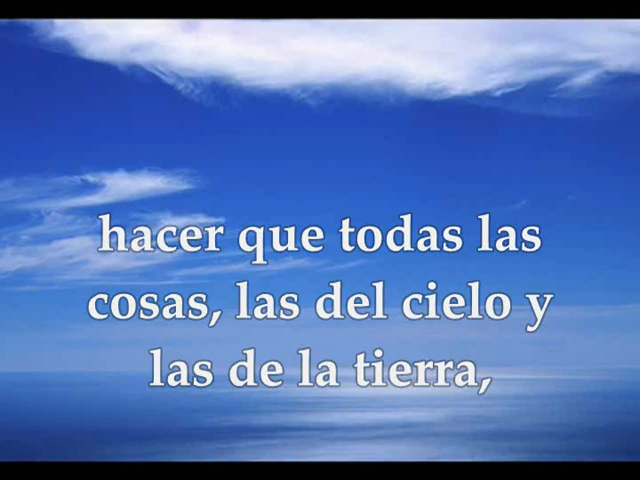 hacer que todas las
cosas, las del cielo y
las de la tierra,